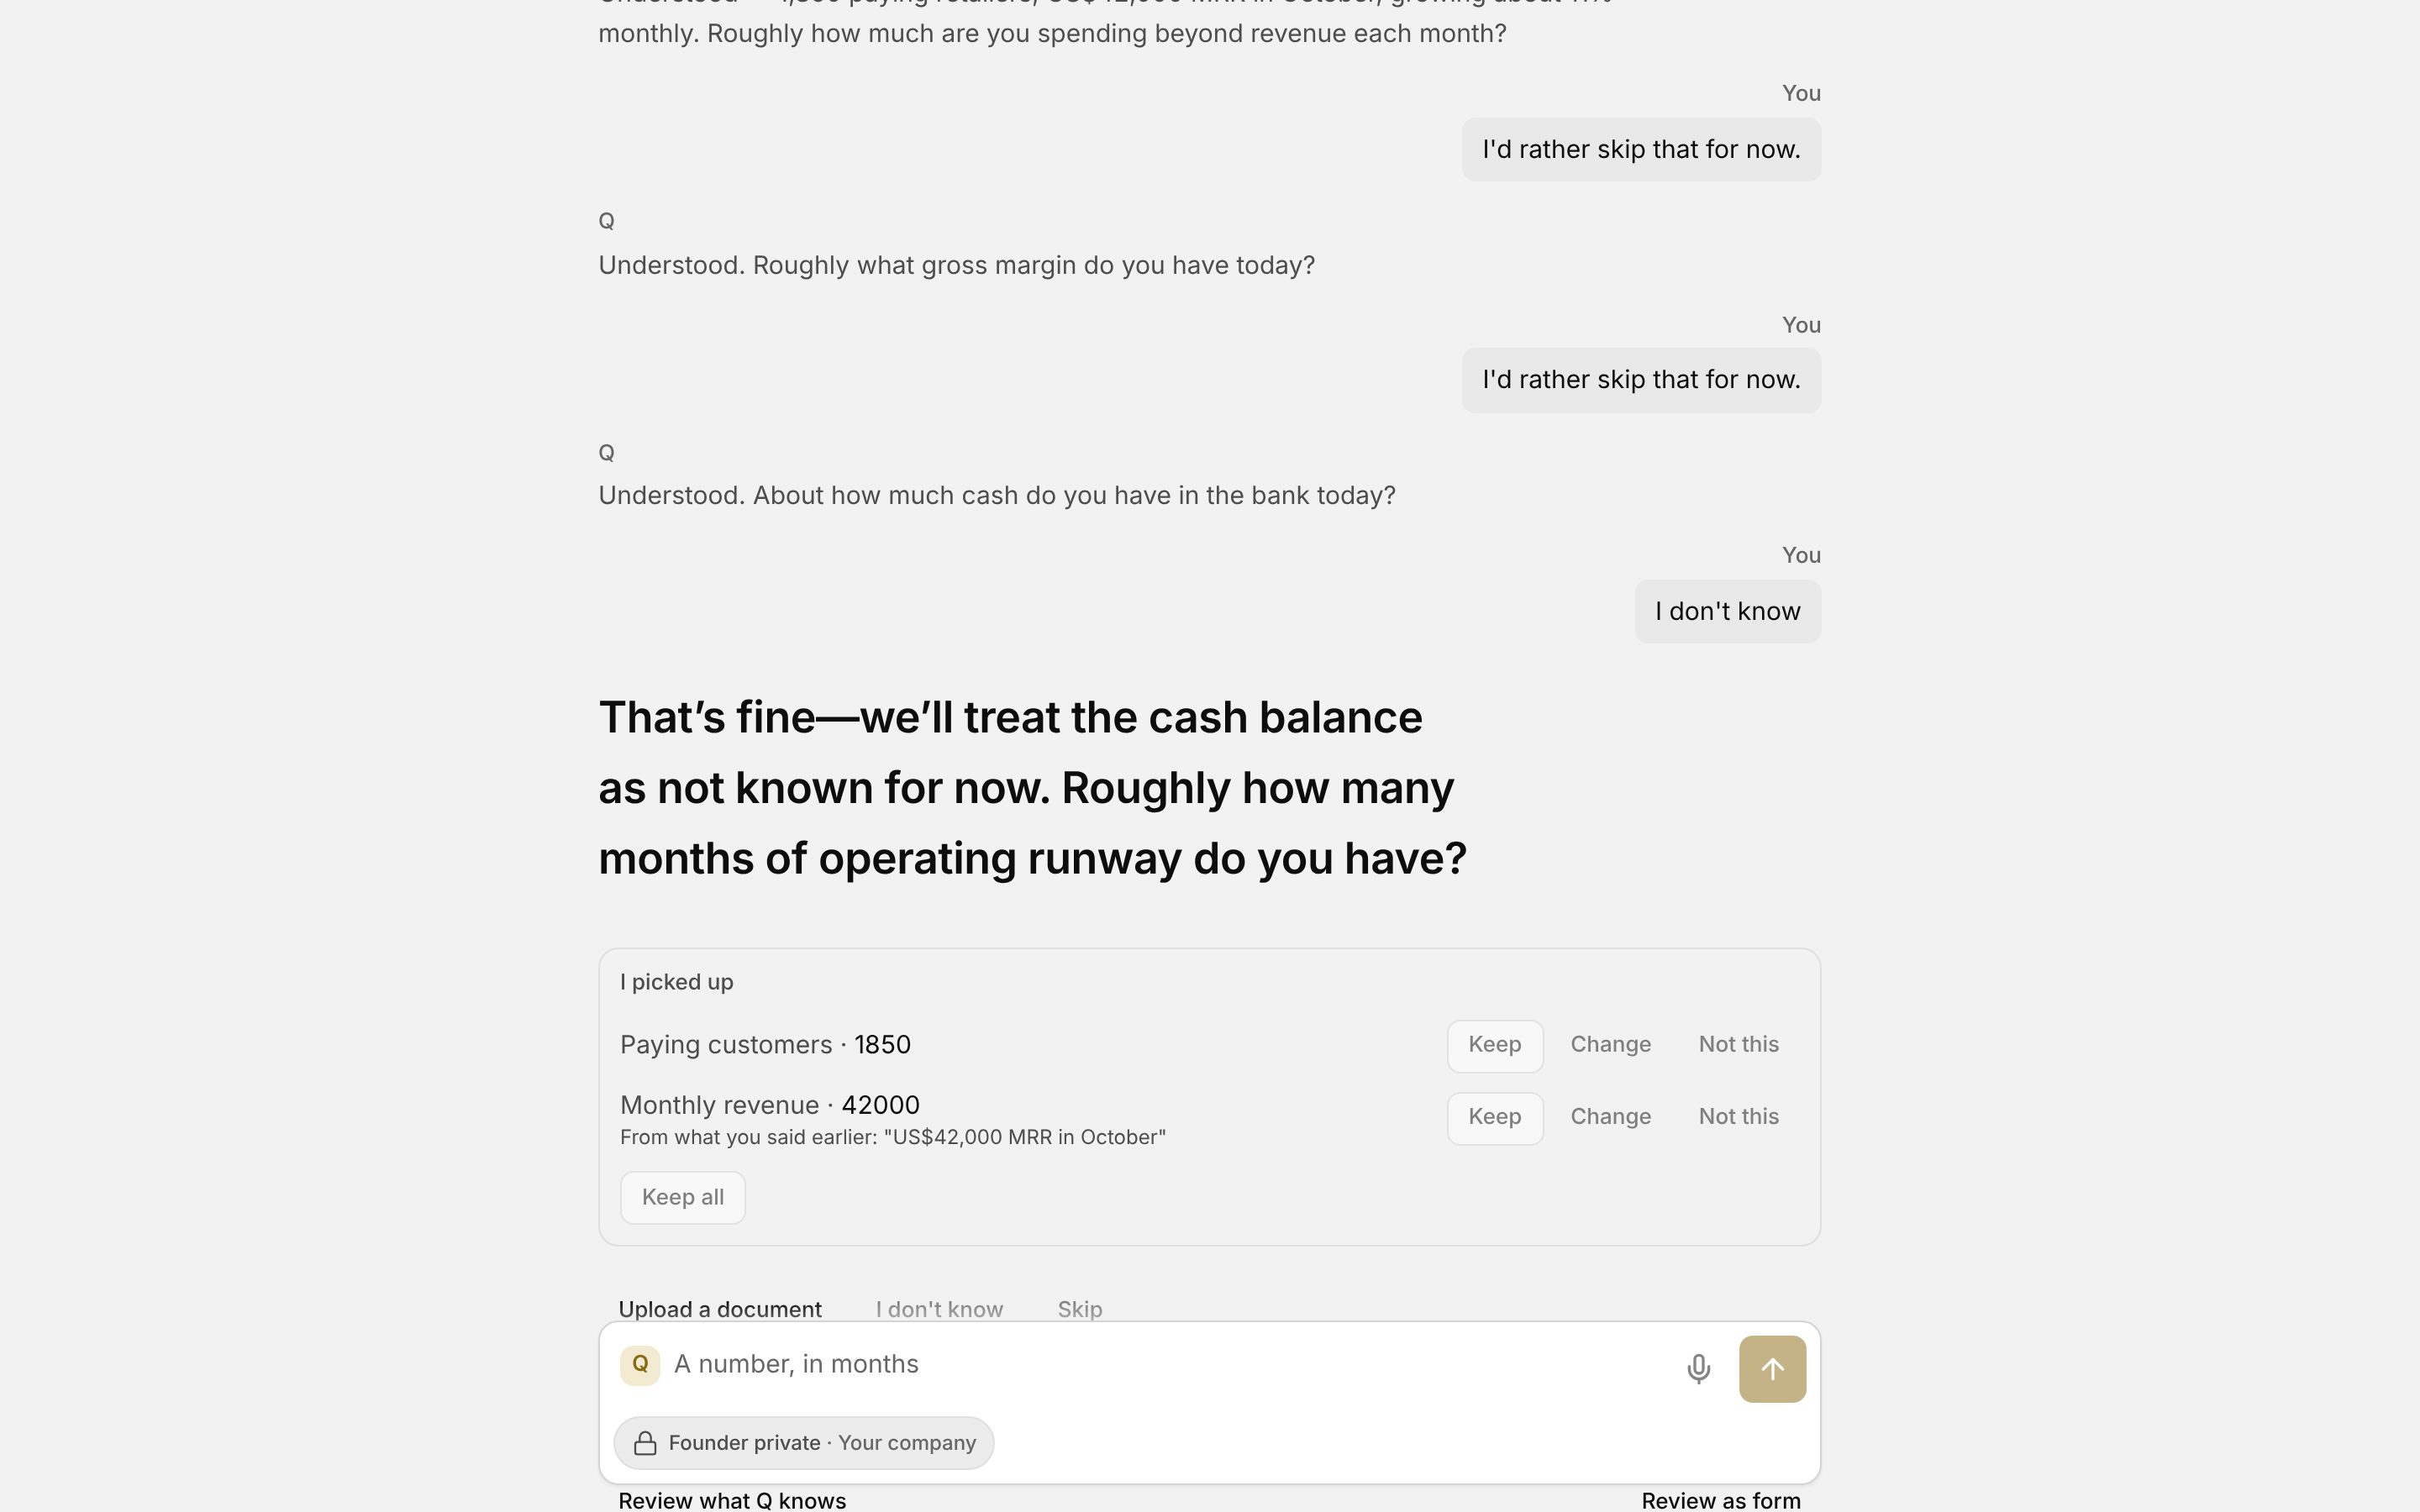 monthly. Roughly how much are you spending beyond revenue each month?
You
I'd rather skip that for now.
Q
Understood. Roughly what gross margin do you have today?
You
I'd rather skip that for now.
Q
Understood. About how much cash do you have in the bank today?
You
I don't know
That’s fine—we’ll treat the cash balance
as not known for now. Roughly how many
months of operating runway do you have?
I picked up
Paying customers · 1850
Keep Change Not this
Monthly revenue · 42000
From what you said earlier: "US$42,000 MRR in October"
Keep Change Not this
Keep all
Upload a document I don't know Skip
Q A number, in months
Founder private · Your company
Review what Q knows Review as form